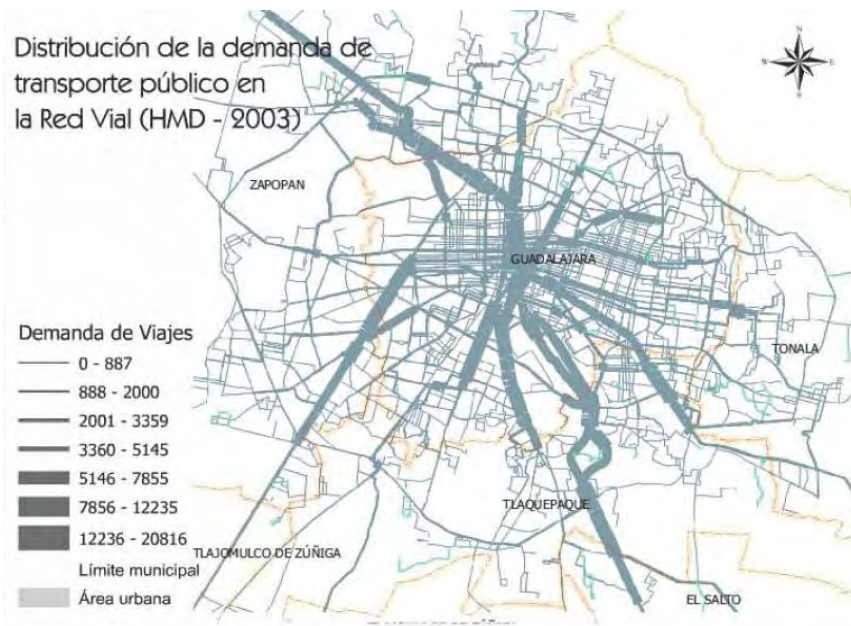 Distribución de la demanda de
transporte público en
la Red Vial (HMD - 2003)
N
W
E
S
ZAPOPAN
GUADALAJARA
TONALA
TLAQUEPAQUE
TLAJOMULCO DE ZÚÑIGA
EL SALTO
Demanda de Viajes
0 - 887
888 - 2000
2001 - 3359
3360 - 5145
5146 - 7855
7856 - 12235
12236 - 20816
Límite municipal
Área urbana